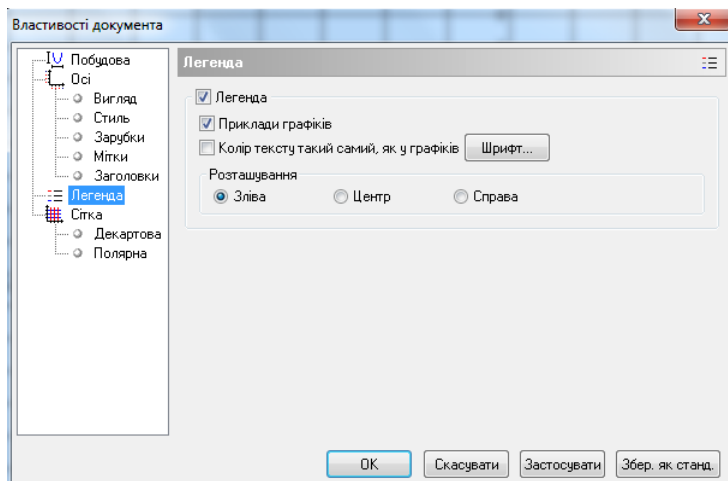 Властивості документа
Побудова
Осі
Вигляд
Стиль
Зарубки
Мітки
Заголовки
Легенда
Сітка
Декартова
Полярна
Легенда
Легенда
Приклади графіків
Колір тексту такий самий, як у графіків Шрифт...
Розташування
Зліва Центр Справа
OK Скасувати Застосувати Збер. як станд.